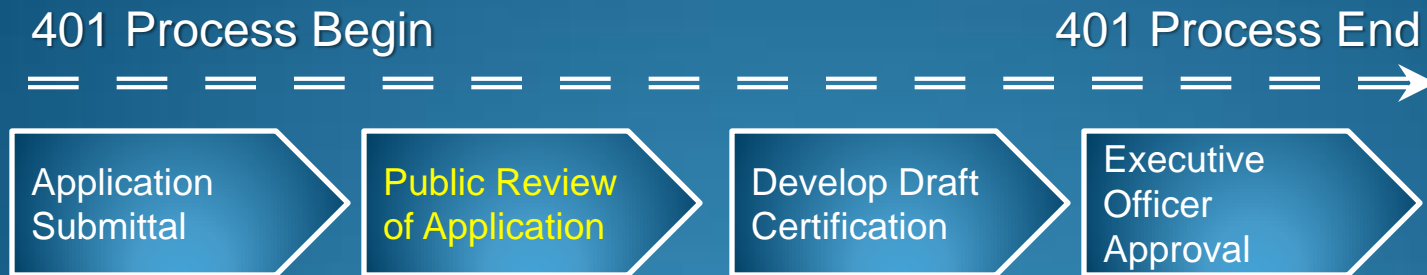 401 Process Begin
401 Process End
Application
Submittal
Public Review
of Application
Develop Draft
Certification
Executive
Officer
Approval